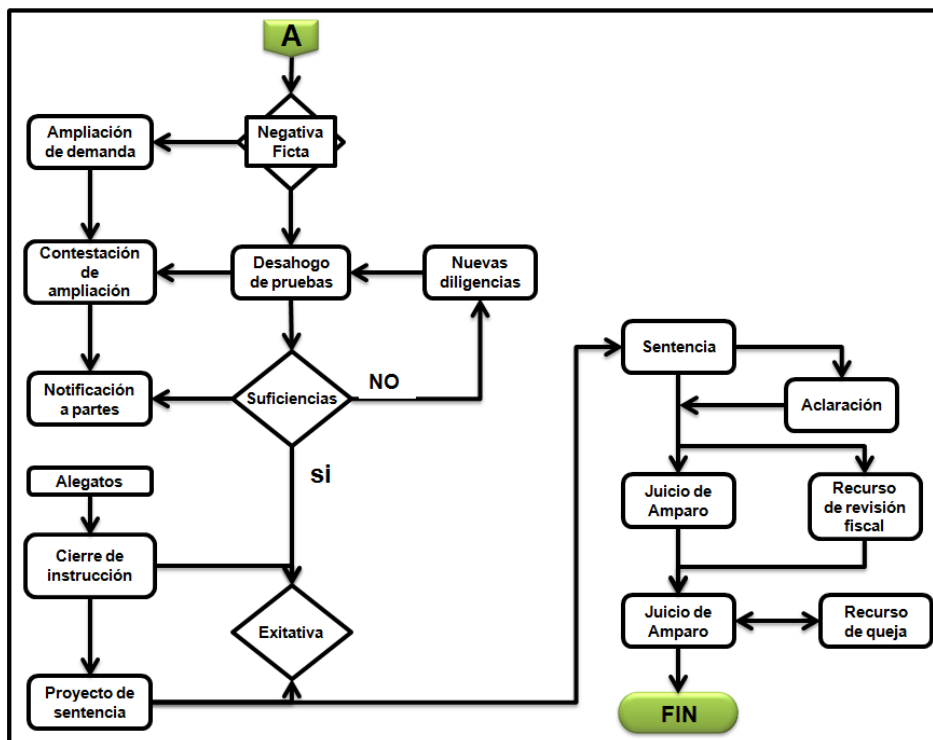 A
Negativa
Ficta
Ampliación
de demanda
Contestación
de
ampliación
Desahogo
de pruebas
Nuevas
diligencias
Notificación
a partes
Suficiencias
NO
si
Alegatos
Cierre de
instrucción
Exitativa
Proyecto de
sentencia
Sentencia
Aclaración
Juicio de
Amparo
Recurso
de revisión
fiscal
Juicio de
Amparo
Recurso
de queja
FIN